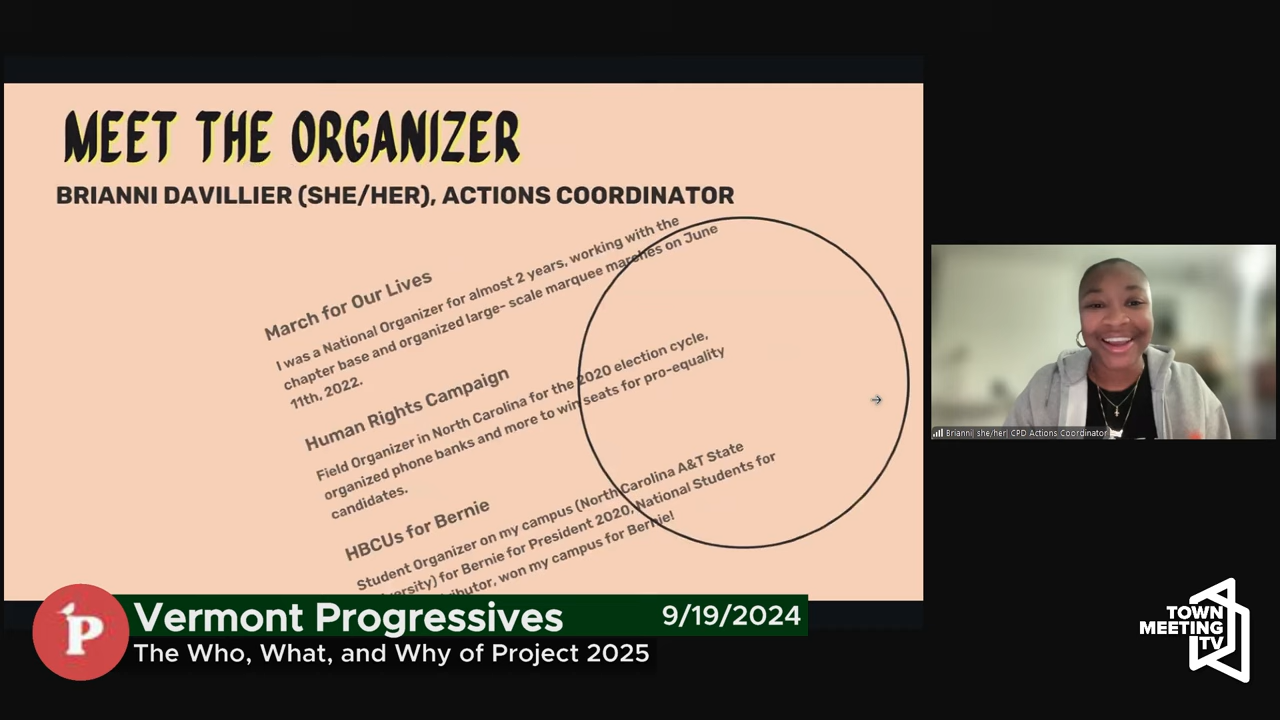 MEET THE ORGANIZER
BRIANNI DAVILLIER (SHE/HER), ACTIONS COORDINATOR
March for Our Lives
I was a National Organizer for almost 2 years, working with the
chapter base and organized large- scale marquee marches on June
11th, 2022.
Human Rights Campaign
Field Organizer in North Carolina for the 2020 election cycle,
organized phone banks and more to win seats for pro-equality
candidates.
HBCUs for Bernie
Student Organizer on my campus (North Carolina A&T State
for Bernie for President 2020, National Students for
won my campus for Bernie!
Brianni| she/her| CPD Actions Coordinator
P
Vermont Progressives
9/19/2024
The Who, What, and Why of Project 2025
TOWN
MEETING
TV